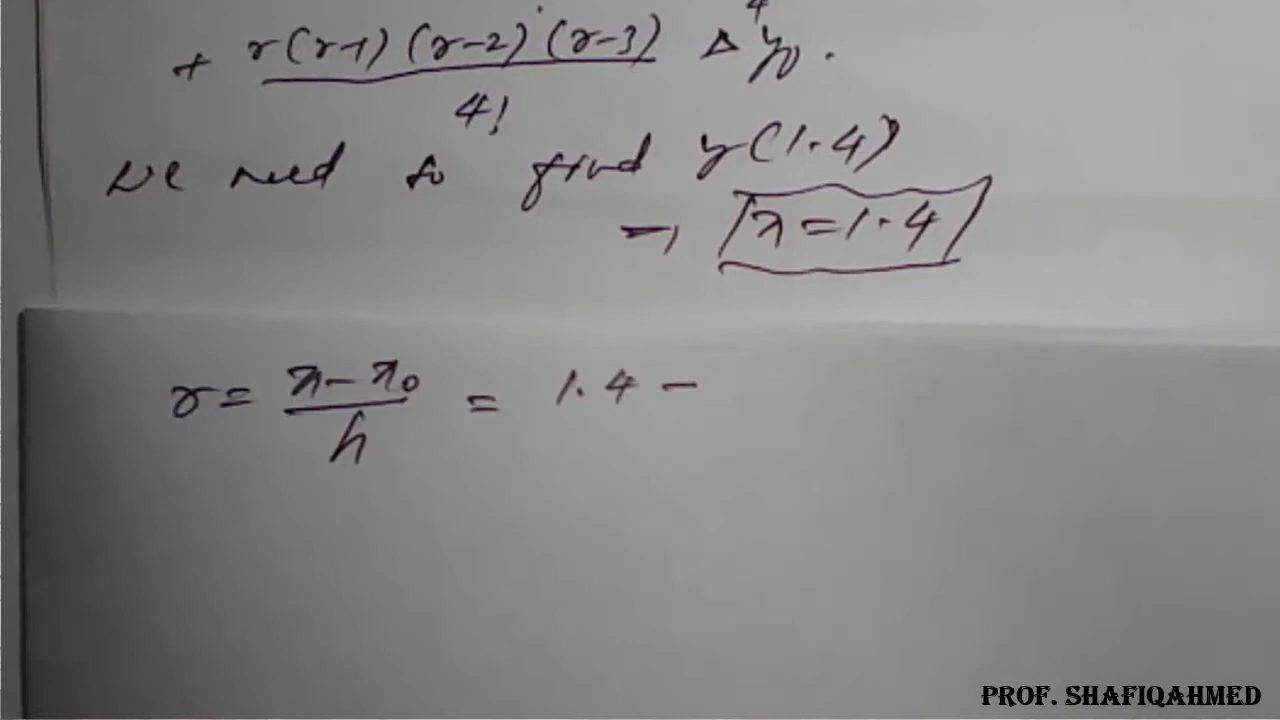 + r(r-1)(r-2)(r-3)/4! Δ⁴y₀.
We need to find y(1.4)
⇒ x=1.4
r = x-x₀/h = 1.4 -
PROF. SHAFIQAHMED